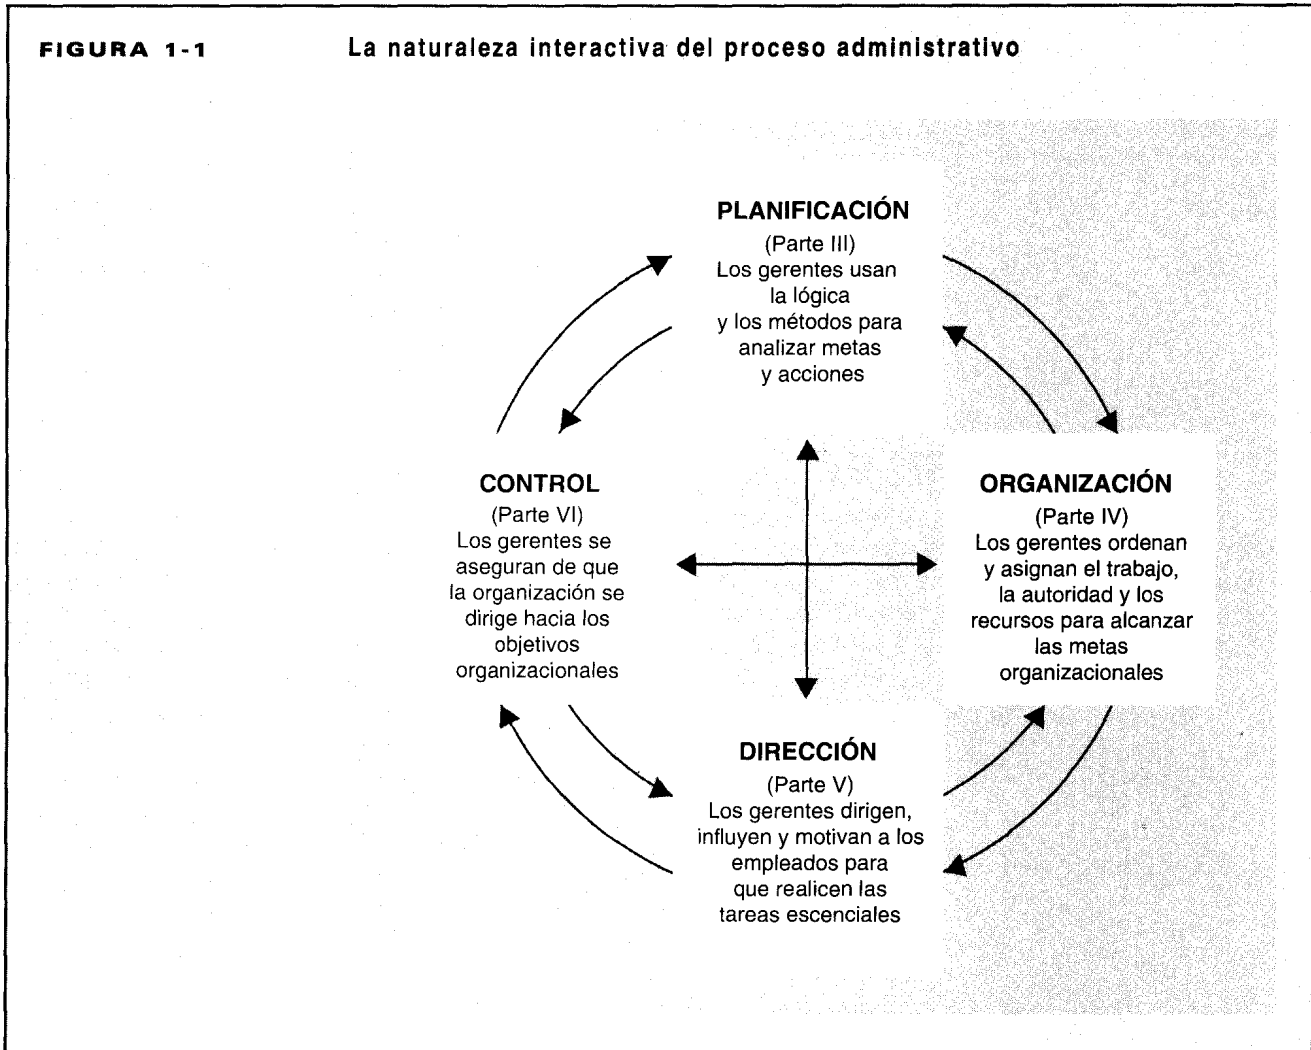 FIGURA 1-1 La naturaleza interactiva del proceso administrativo
PLANIFICACIÓN
(Parte III)
Los gerentes usan
la lógica
y los métodos para
analizar metas
y acciones
CONTROL
(Parte VI)
Los gerentes se
aseguran de que
la organización se
dirige hacia los
objetivos
organizacionales
ORGANIZACIÓN
(Parte IV)
Los gerentes ordenan
y asignan el trabajo,
la autoridad y los
recursos para alcanzar
las metas
organizacionales
DIRECCIÓN
(Parte V)
Los gerentes dirigen,
influyen y motivan a los
empleados para
que realicen las
tareas escenciales